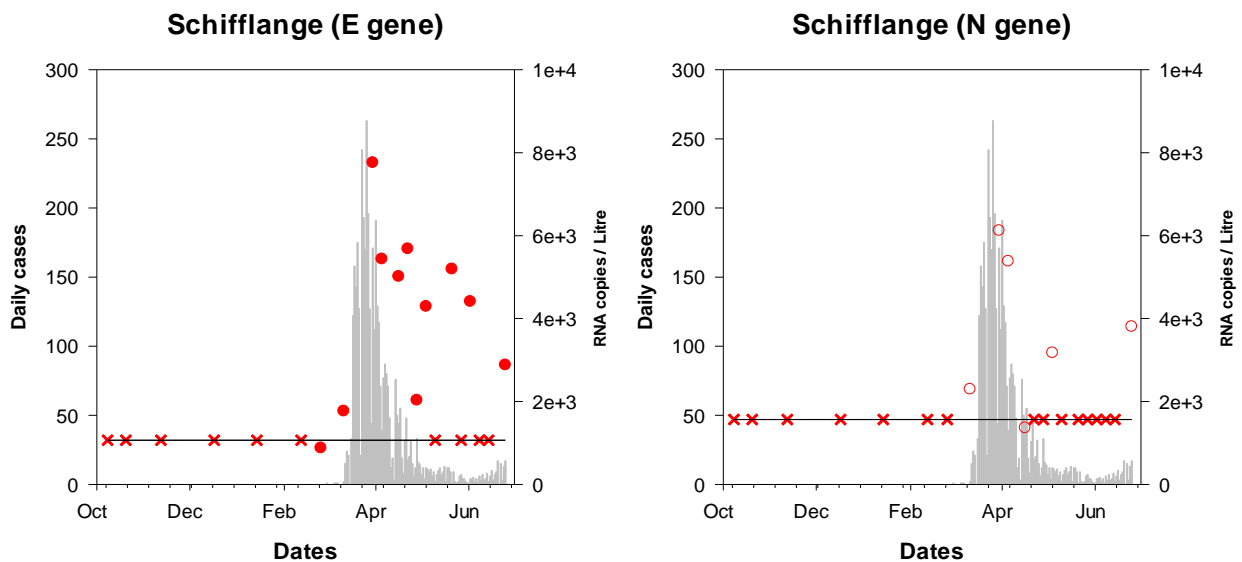 Schifflange (E gene)
300
250
200
150
100
50
0
1e+4
8e+3
6e+3
4e+3
2e+3
0
Daily cases
RNA copies / Litre
Oct Dec Feb Apr Jun
Dates
Schifflange (N gene)
300
250
200
150
100
50
0
1e+4
8e+3
6e+3
4e+3
2e+3
0
Daily cases
RNA copies / Litre
Oct Dec Feb Apr Jun
Dates